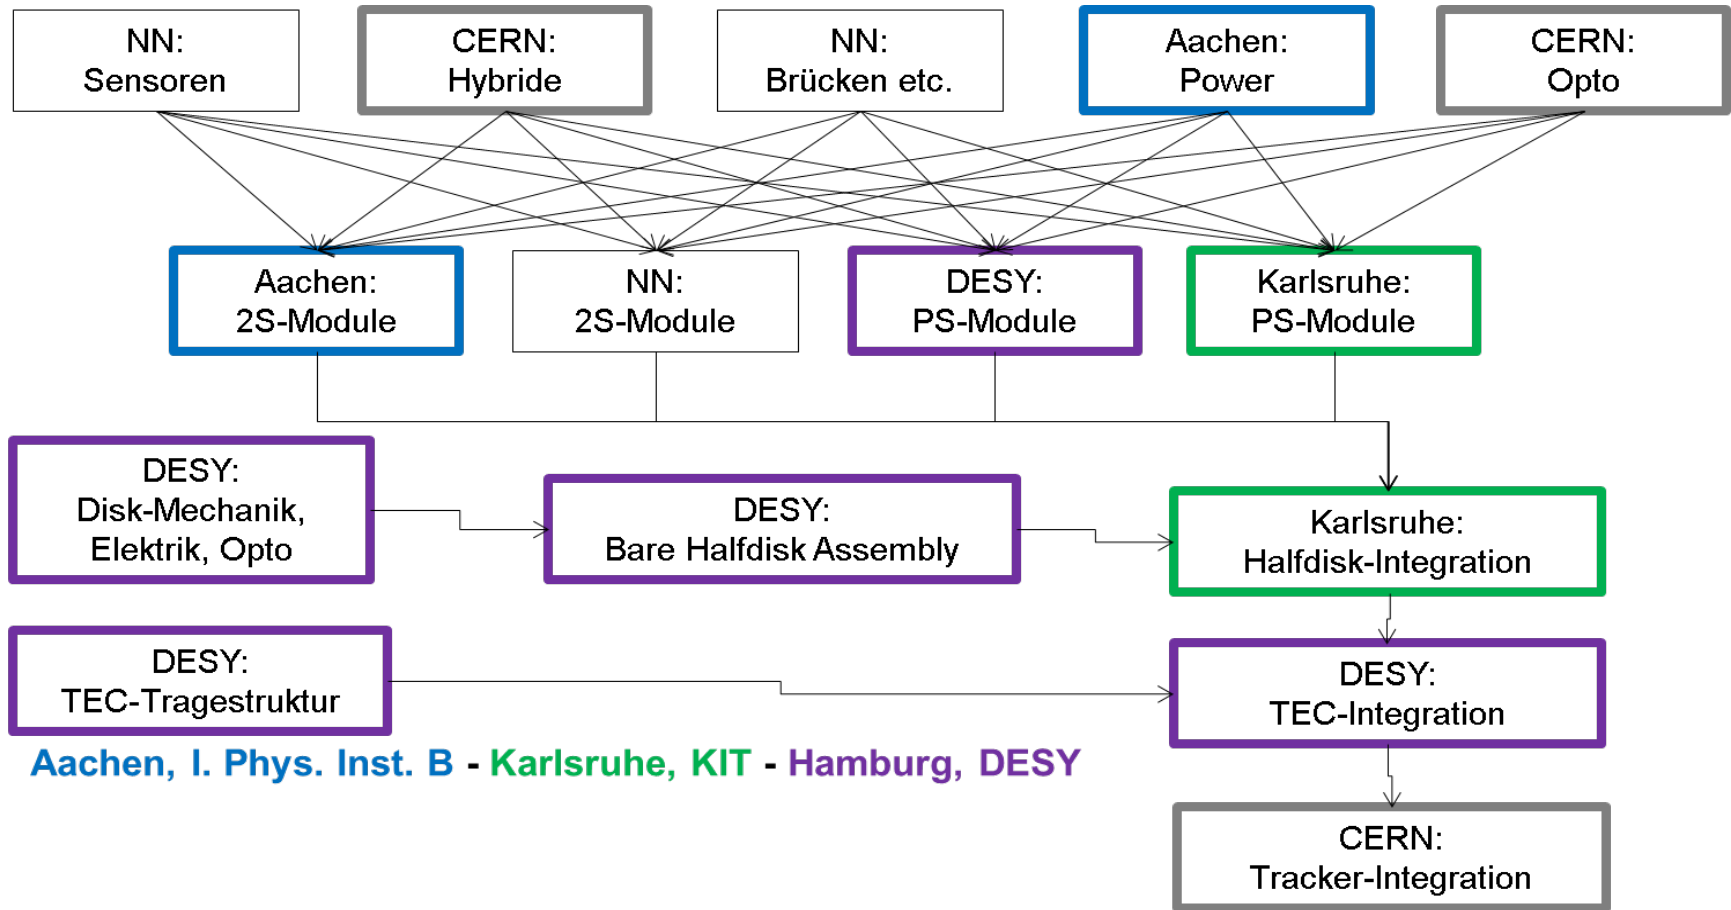 NN:
Sensoren
CERN:
Hybride
NN:
Brücken etc.
Aachen:
Power
CERN:
Opto
Aachen:
2S-Module
NN:
2S-Module
DESY:
PS-Module
Karlsruhe:
PS-Module
DESY:
Disk-Mechanik,
Elektrik, Opto
DESY:
Bare Halfdisk Assembly
Karlsruhe:
Halfdisk-Integration
DESY:
TEC-Tragestruktur
DESY:
TEC-Integration
Aachen, I. Phys. Inst. B - Karlsruhe, KIT - Hamburg, DESY
CERN:
Tracker-Integration